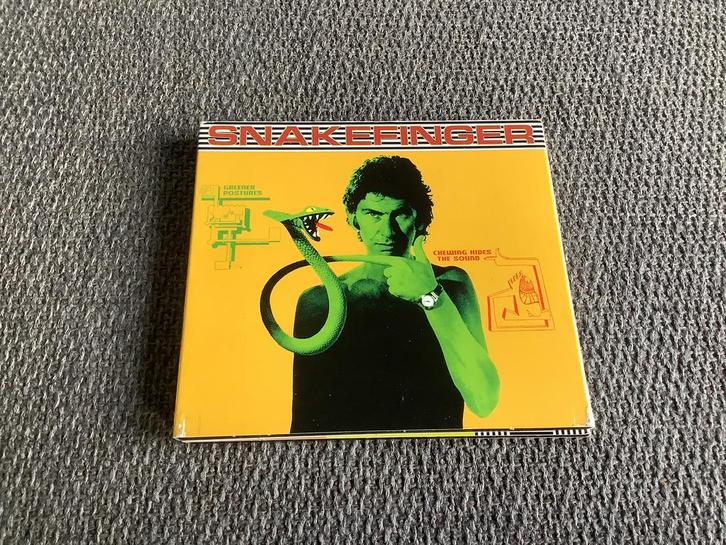 SNAKEFINGER
GREENER
POSTURES
CHEWING HIDES
THE SOUND